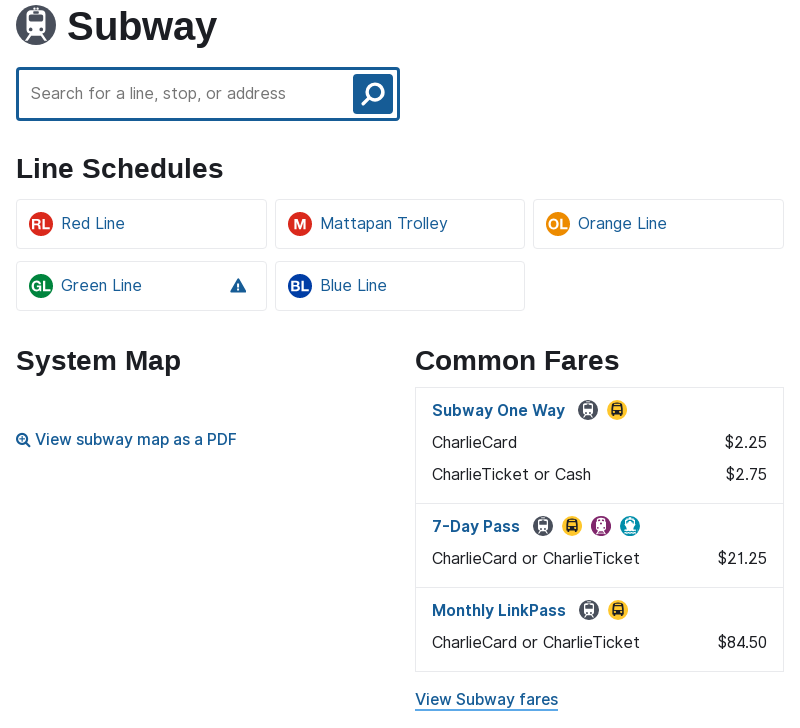 Subway
Search for a line, stop, or address
Line Schedules
RL Red Line
M Mattapan Trolley
OL Orange Line
GL Green Line
BL Blue Line
System Map
View subway map as a PDF
Common Fares
Subway One Way
CharlieCard $2.25
CharlieTicket or Cash $2.75
7-Day Pass
CharlieCard or CharlieTicket $21.25
Monthly LinkPass
CharlieCard or CharlieTicket $84.50
View Subway fares